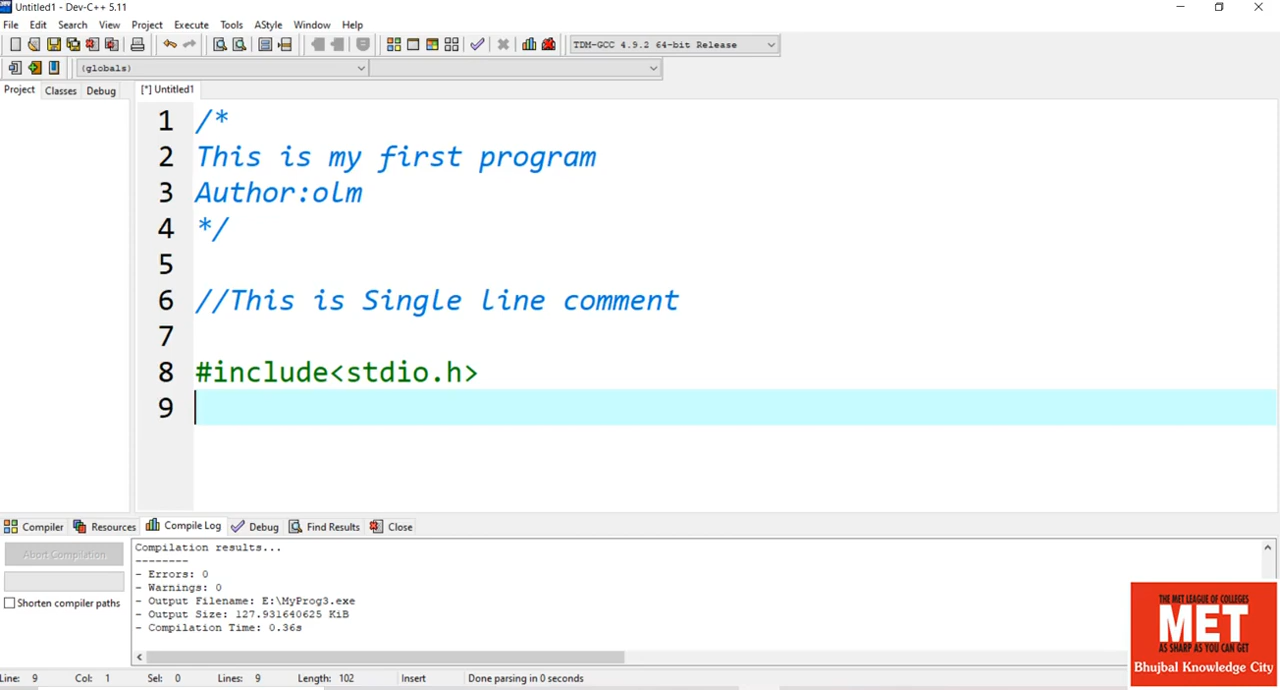 Untitled1 - Dev-C++ 5.11
File Edit Search View Project Execute Tools AStyle Window Help
TDM-GCC 4.9.2 64-bit Release
(globals)
Project Classes Debug [*] Untitled1
1 /*
2 This is my first program
3 Author:olm
4 */
5
6 //This is Single line comment
7
8 #include<stdio.h>
9
Compiler Resources Compile Log Debug Find Results Close
Abort Compilation
Shorten compiler paths
Compilation results...
--------
- Errors: 0
- Warnings: 0
- Output Filename: E:\MyProg3.exe
- Output Size: 127.931640625 KiB
- Compilation Time: 0.36s
THE MET LEAGUE OF COLLEGES
MET
AS SHARP AS YOU CAN GET
Bhujbal Knowledge City
Line: 9 Col: 1 Sel: 0 Lines: 9 Length: 102 Insert Done parsing in 0 seconds